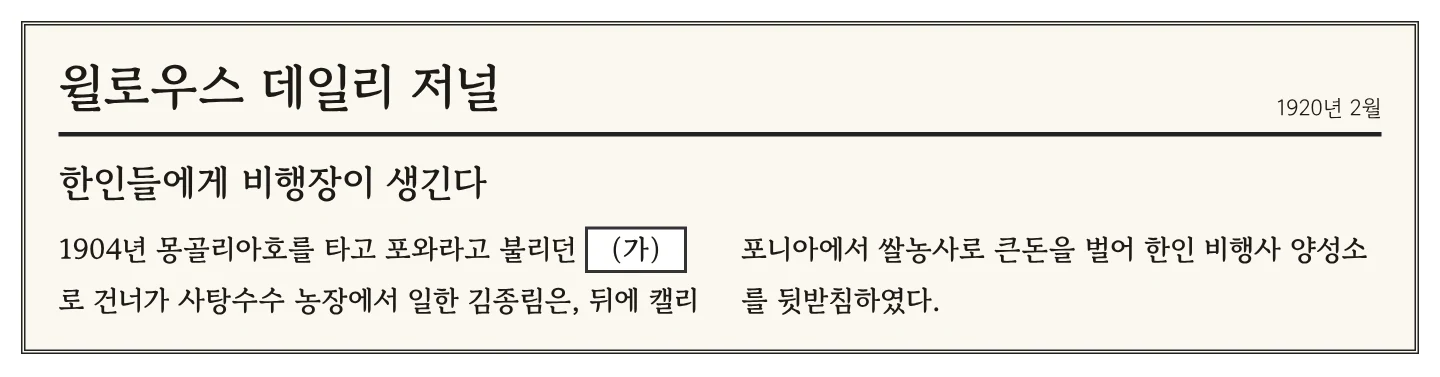 윌로우스 데일리 저널
1920년 2월
한인들에게 비행장이 생긴다
1904년 몽골리아호를 타고 포와라고 불리던 (가)
로 건너가 사탕수수 농장에서 일한 김종림은, 뒤에 캘리
포니아에서 쌀농사로 큰돈을 벌어 한인 비행사 양성소
를 뒷받침하였다.